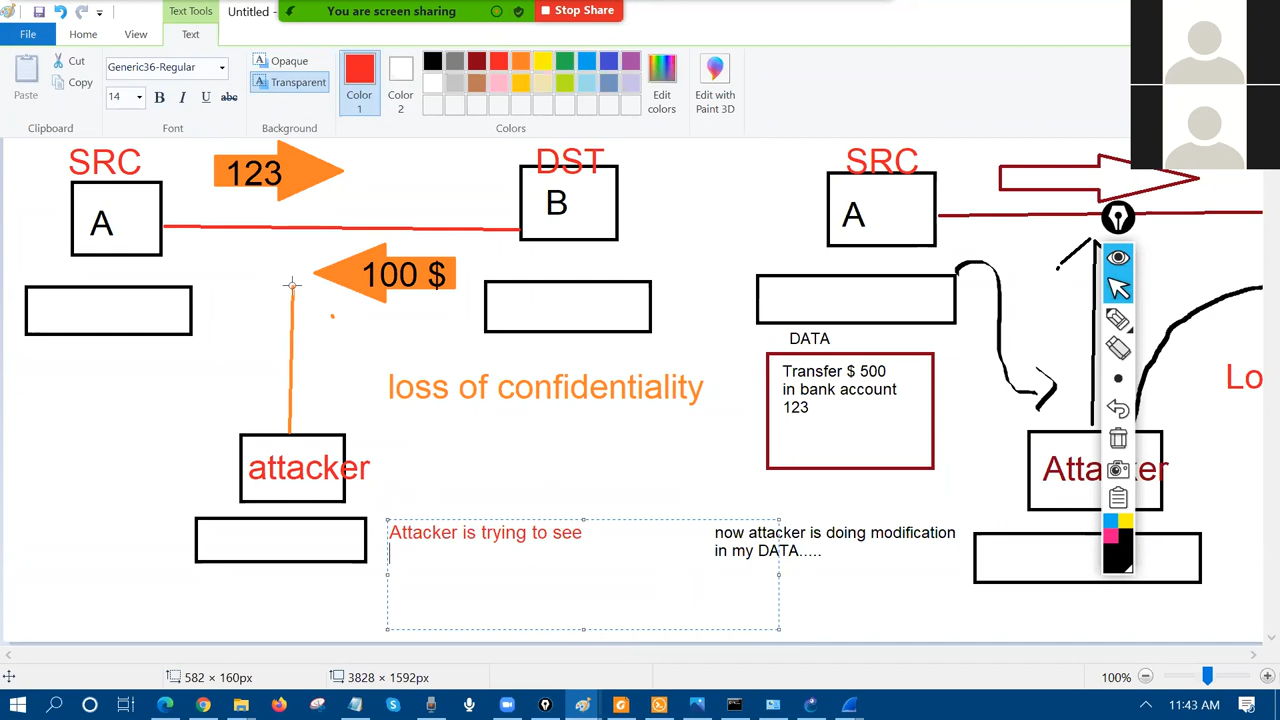 Text Tools
Untitled -
You are screen sharing
Stop Share
File
Home
View
Text
Paste
Cut
Copy
Clipboard
Generic36-Regular
14
B I U abc
Font
Opaque
Transparent
Background
Color
1
Color
2
Edit
colors
Edit with
Paint 3D
Colors
SRC
123
DST
A
B
100 $
loss of confidentiality
attacker
Attacker is trying to see
SRC
A
DATA
Transfer $ 500
in bank account
123
Lo
now attacker is doing modification
in my DATA.....
582 × 160px
3828 × 1592px
100%
11:43 AM